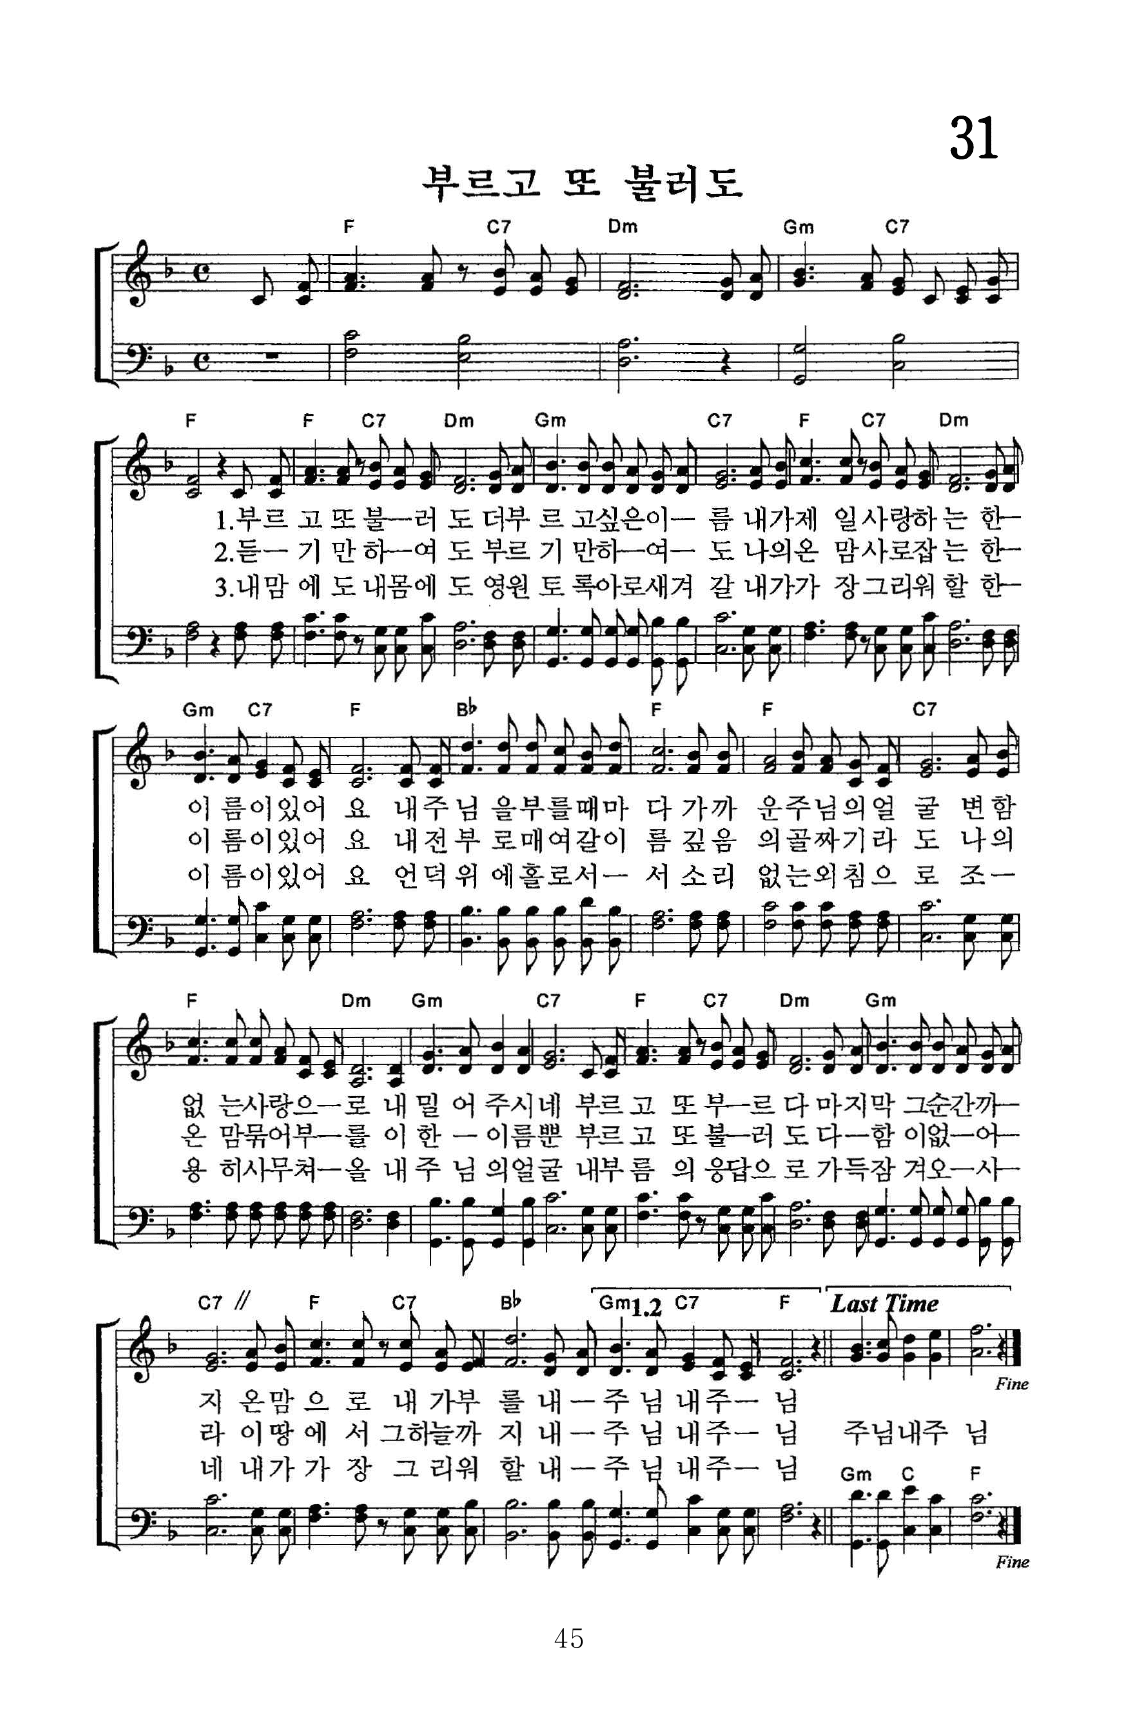 31
부르고 또 불러도
F C7 Dm Gm C7
F F C7 Dm Gm C7 F C7 Dm
1.부르 고 또 불—러 도 더부 르 고싶은이— 름 내가제 일사랑하 는 한—
2.듣— 기 만 하—여 도 부르 기 만하—여— 도 나의온 맘사로잡 는 한—
3.내맘 에 도 내몸에 도 영원 토 록아로새겨 갈 내가가 장그리워 할 한—
Gm C7 F B♭ F F C7
이 름이있어 요 내주 님 을부를때마 다 가까 운주님의얼 굴 변함
이 름이있어 요 내전 부 로매여갈이 름 깊음 의골짜기라 도 나의
이 름이있어 요 언덕 위 에홀로서— 서 소리 없는외침으 로 조—
F Dm Gm C7 F C7 Dm Gm
없 는사랑으—로 내 밀 어 주시네 부르 고 또 부—르 다 마지막 그순간까—
온 맘묶어부—를 이 한 — 이름뿐 부르 고 또 불—러 도 다—함 이없—어—
용 히사무쳐—올 내 주 님 의얼굴 내부 름 의 응답으 로 가득잠 겨오—사—
C7 // F C7 B♭ Gm 1.2 C7 F Last Time
Fine
지 온맘 으 로 내 가부 를 내 — 주 님 내주— 님
라 이땅 에 서 그하늘까 지 내 — 주 님 내주— 님 주님내주 님
네 내가 가 장 그 리워 할 내 — 주 님 내주— 님
Gm C F
Fine
45